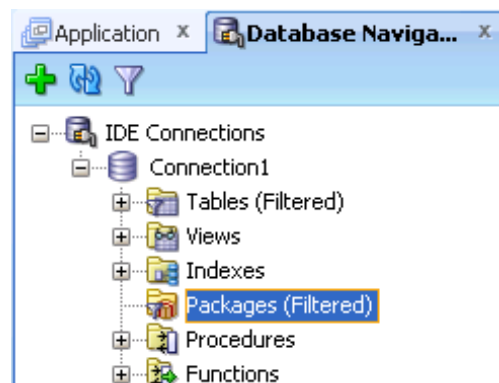 Application x Database Naviga... x
IDE Connections
Connection1
Tables (Filtered)
Views
Indexes
Packages (Filtered)
Procedures
Functions